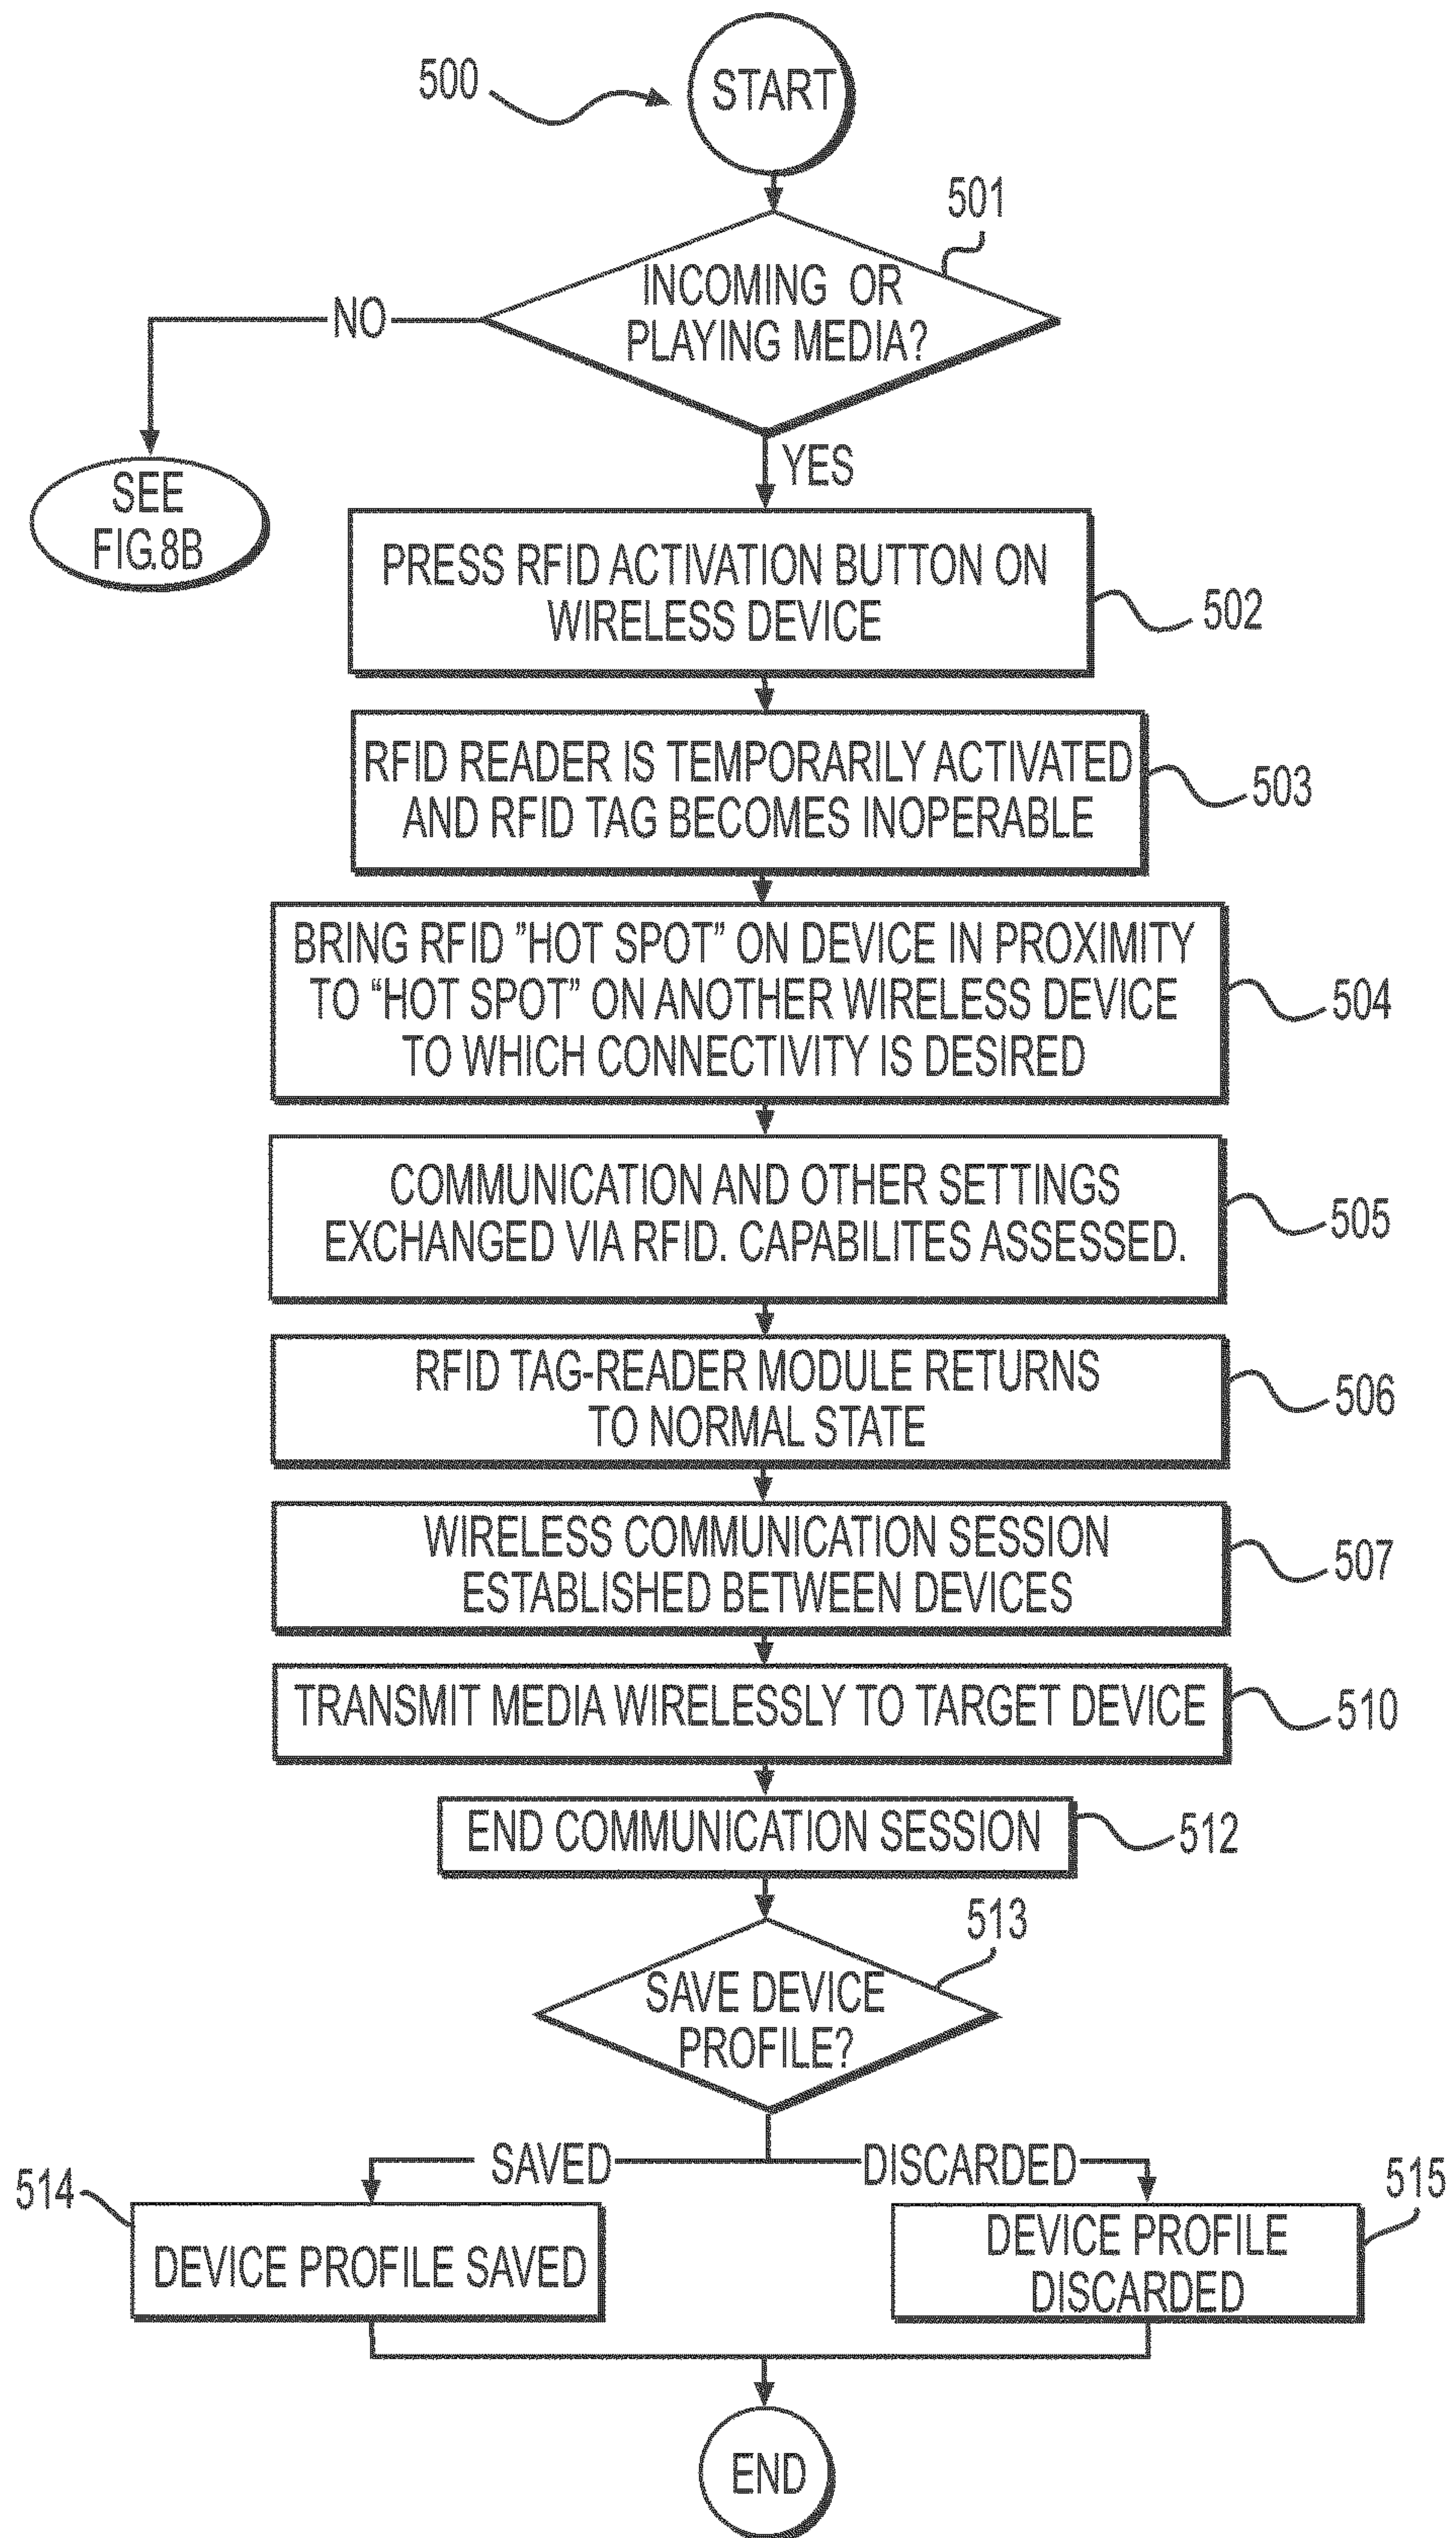 500
START
501
INCOMING OR
PLAYING MEDIA?
NO
YES
SEE
FIG.8B
PRESS RFID ACTIVATION BUTTON ON
WIRELESS DEVICE
502
RFID READER IS TEMPORARILY ACTIVATED
AND RFID TAG BECOMES INOPERABLE
503
BRING RFID ”HOT SPOT” ON DEVICE IN PROXIMITY
TO “HOT SPOT” ON ANOTHER WIRELESS DEVICE
TO WHICH CONNECTIVITY IS DESIRED
504
COMMUNICATION AND OTHER SETTINGS
EXCHANGED VIA RFID. CAPABILITES ASSESSED.
505
RFID TAG-READER MODULE RETURNS
TO NORMAL STATE
506
WIRELESS COMMUNICATION SESSION
ESTABLISHED BETWEEN DEVICES
507
TRANSMIT MEDIA WIRELESSLY TO TARGET DEVICE
510
END COMMUNICATION SESSION
512
513
SAVE DEVICE
PROFILE?
SAVED
DISCARDED
514
DEVICE PROFILE SAVED
515
DEVICE PROFILE
DISCARDED
END